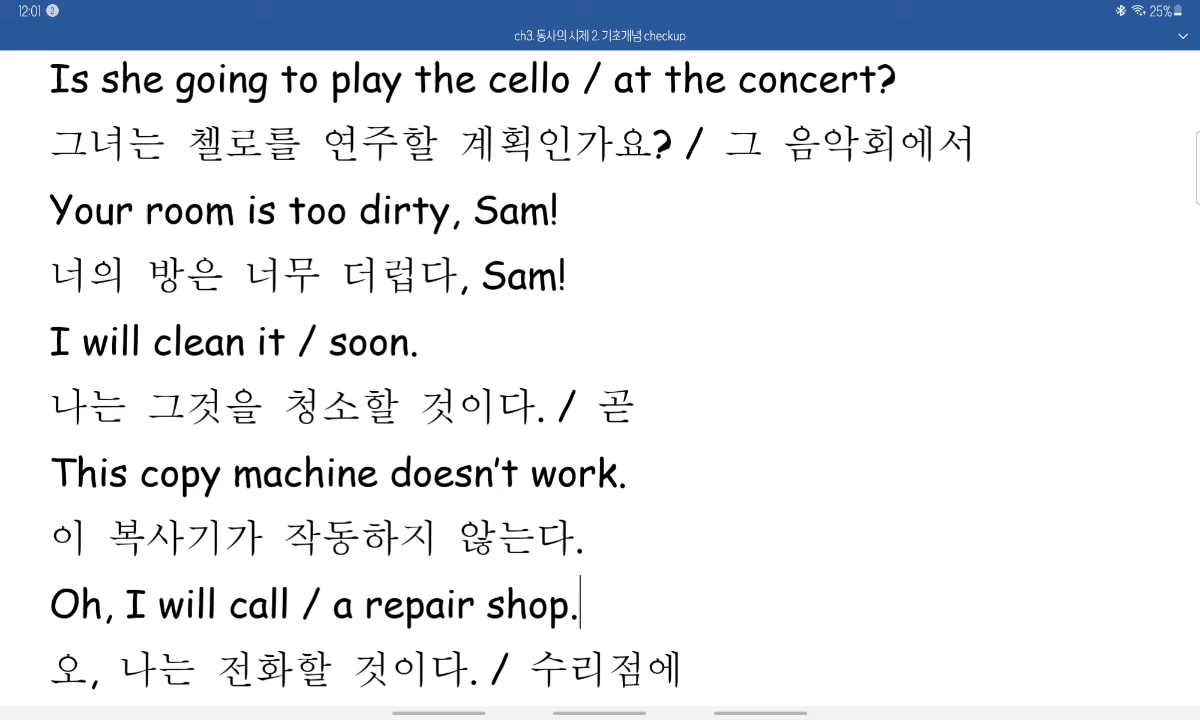 12:01 2 25%
ch3. 동사의 시제 2. 기초개념 checkup
Is she going to play the cello / at the concert?
그녀는 첼로를 연주할 계획인가요? / 그 음악회에서
Your room is too dirty, Sam!
너의 방은 너무 더럽다, Sam!
I will clean it / soon.
나는 그것을 청소할 것이다. / 곧
This copy machine doesn't work.
이 복사기가 작동하지 않는다.
Oh, I will call / a repair shop.
오, 나는 전화할 것이다. / 수리점에